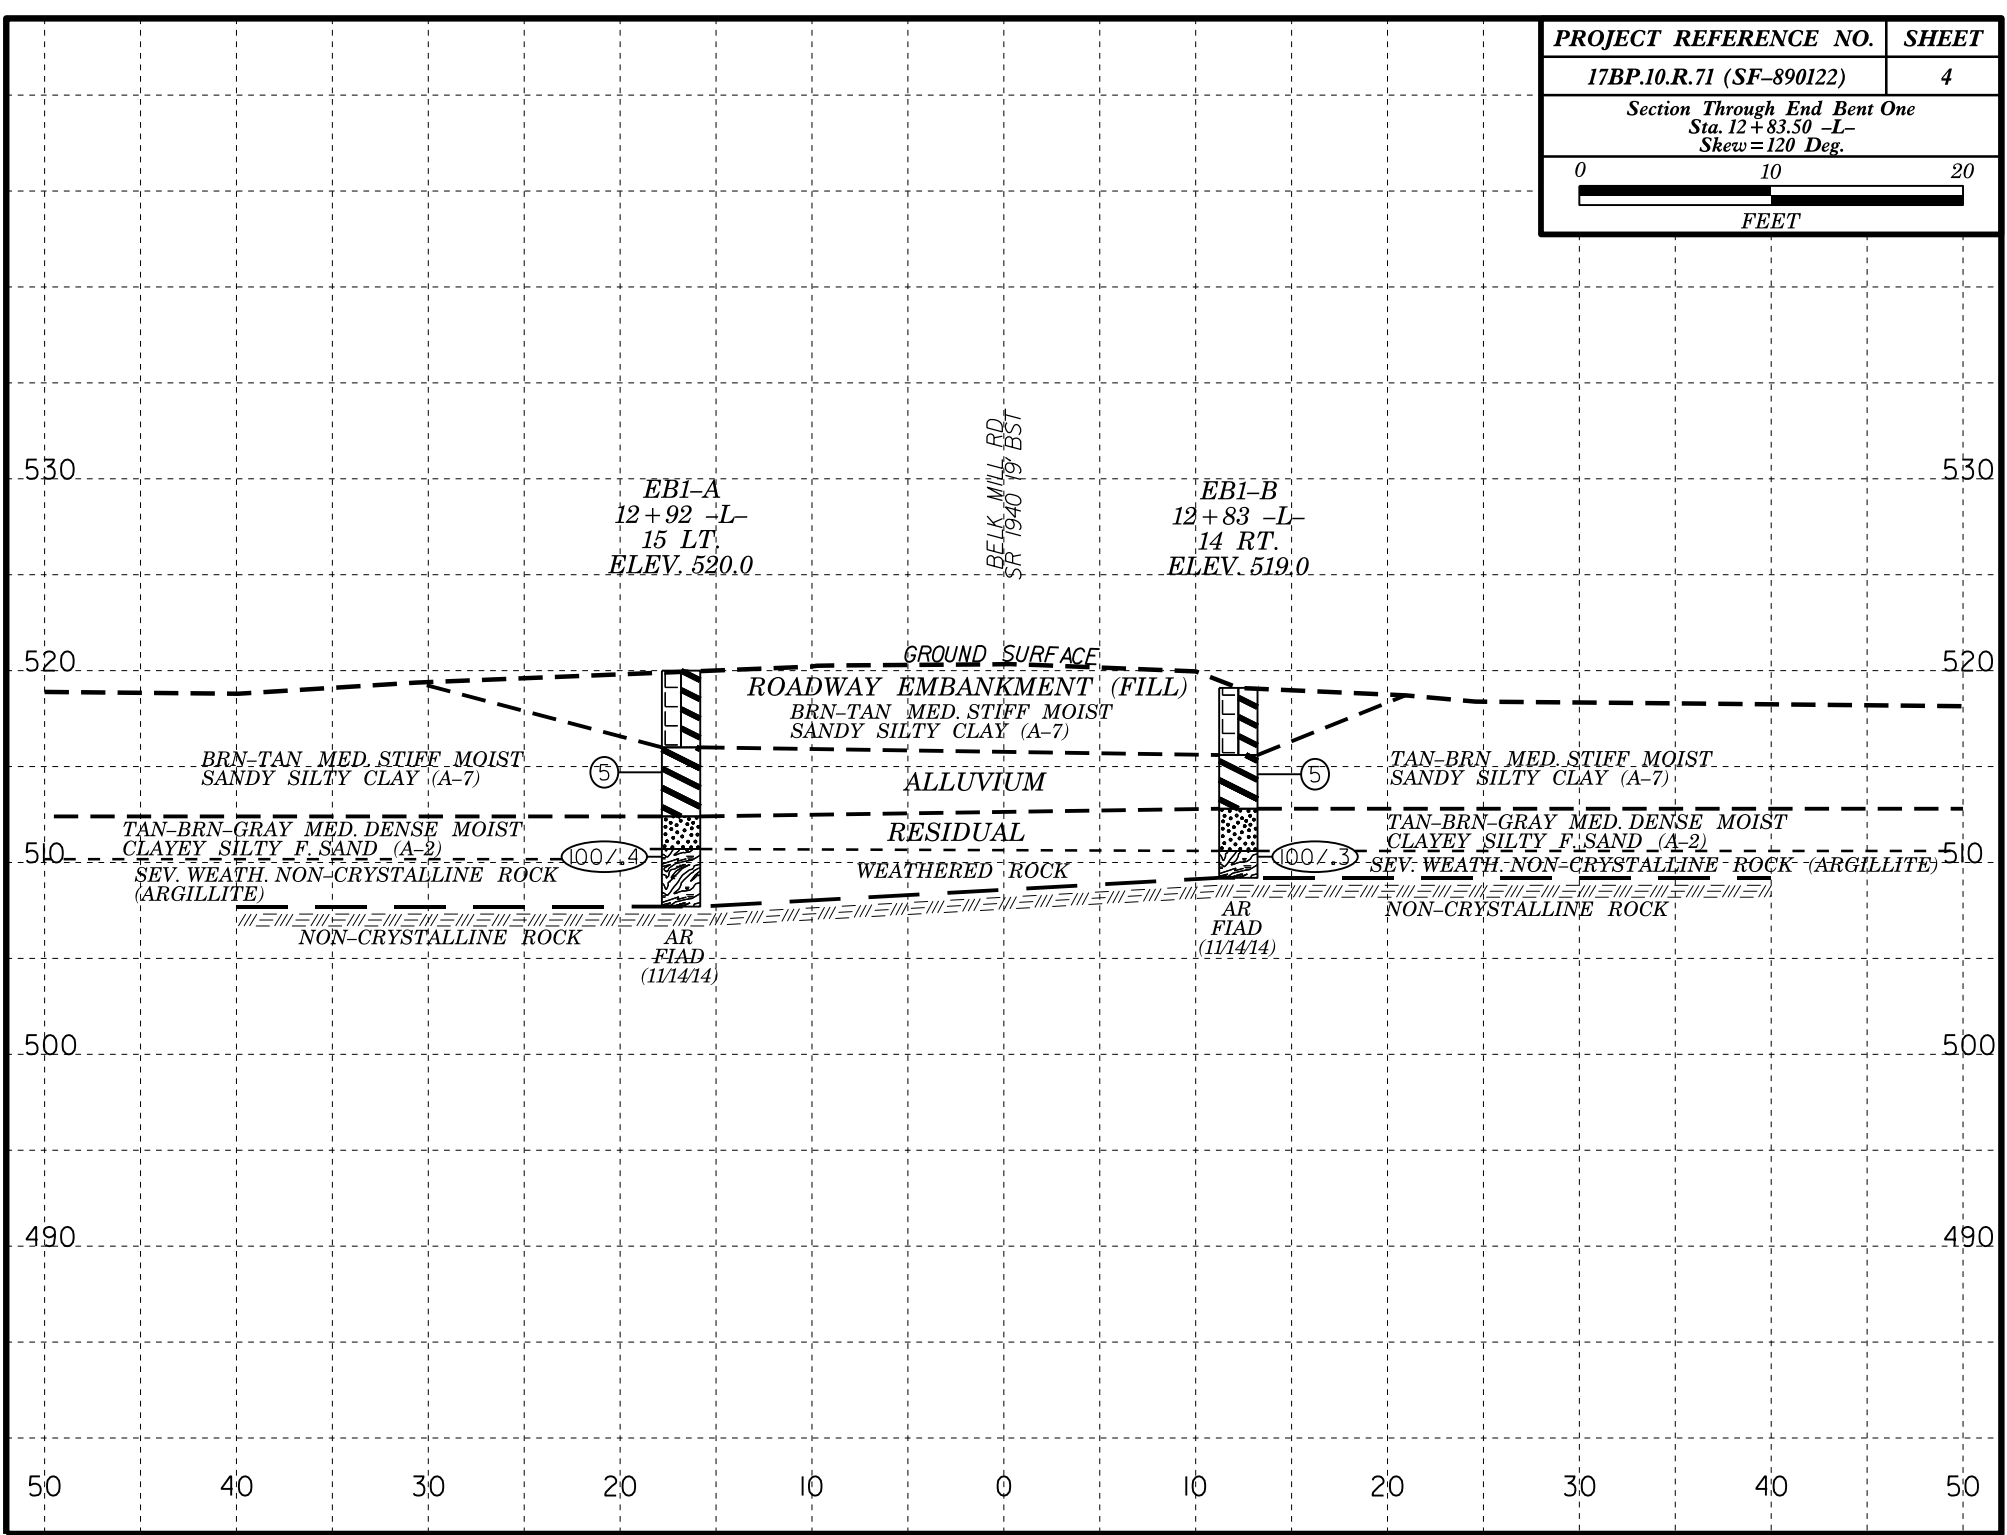 PROJECT REFERENCE NO. SHEET
17BP.10.R.71 (SF-890122) 4
Section Through End Bent One
Sta. 12+83.50 -L-
Skew=120 Deg.
0 10 20
FEET
BELK MILL RD
SR 1940 19' BST
530 530
EB1-A
12+92 -L-
15 LT.
ELEV. 520.0
EB1-B
12+83 -L-
14 RT.
ELEV. 519.0
520 520
GROUND SURFACE
ROADWAY EMBANKMENT (FILL)
BRN-TAN MED. STIFF MOIST
SANDY SILTY CLAY (A-7)
BRN-TAN MED. STIFF MOIST
SANDY SILTY CLAY (A-7)
5
ALLUVIUM
5
TAN-BRN MED. STIFF MOIST
SANDY SILTY CLAY (A-7)
TAN-BRN-GRAY MED. DENSE MOIST
CLAYEY SILTY F. SAND (A-2)
RESIDUAL
TAN-BRN-GRAY MED. DENSE MOIST
CLAYEY SILTY F. SAND (A-2)
510 100/.4 100/.3 510
SEV. WEATH. NON-CRYSTALLINE ROCK
(ARGILLITE)
WEATHERED ROCK
SEV. WEATH. NON-CRYSTALLINE ROCK (ARGILLITE)
NON-CRYSTALLINE ROCK
AR
FIAD
(11/14/14)
AR
FIAD
(11/14/14)
NON-CRYSTALLINE ROCK
500 500
490 490
50 40 30 20 10 0 10 20 30 40 50